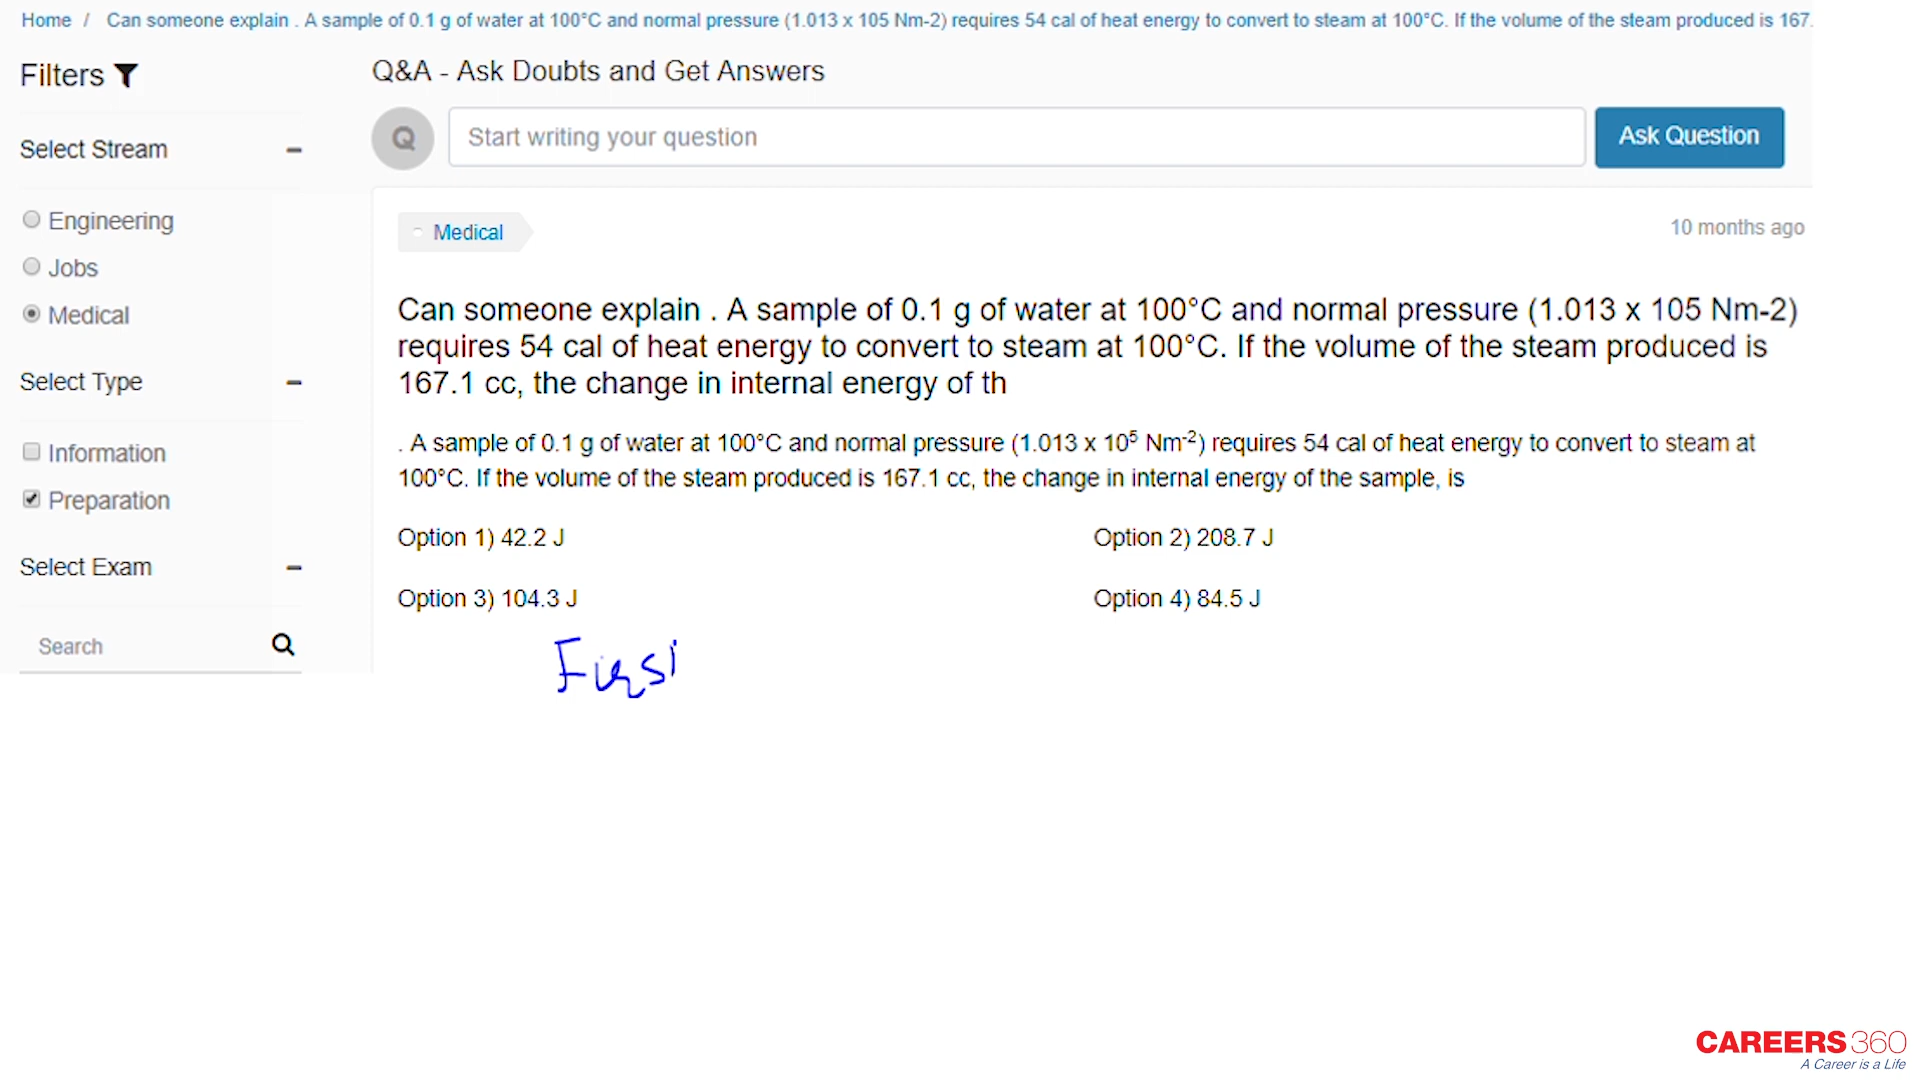 Home / Can someone explain . A sample of 0.1 g of water at 100°C and normal pressure (1.013 x 105 Nm-2) requires 54 cal of heat energy to convert to steam at 100°C. If the volume of the steam produced is 167.
Filters
Q&A - Ask Doubts and Get Answers
Q
Start writing your question
Ask Question
Select Stream
Engineering
Jobs
Medical
Select Type
Information
Preparation
Select Exam
Search
Medical
10 months ago
Can someone explain . A sample of 0.1 g of water at 100°C and normal pressure (1.013 x 105 Nm-2)
requires 54 cal of heat energy to convert to steam at 100°C. If the volume of the steam produced is
167.1 cc, the change in internal energy of th
. A sample of 0.1 g of water at 100°C and normal pressure (1.013 x 10⁵ Nm⁻²) requires 54 cal of heat energy to convert to steam at
100°C. If the volume of the steam produced is 167.1 cc, the change in internal energy of the sample, is
Option 1) 42.2 J
Option 2) 208.7 J
Option 3) 104.3 J
Option 4) 84.5 J
CAREERS360
A Career is a Life